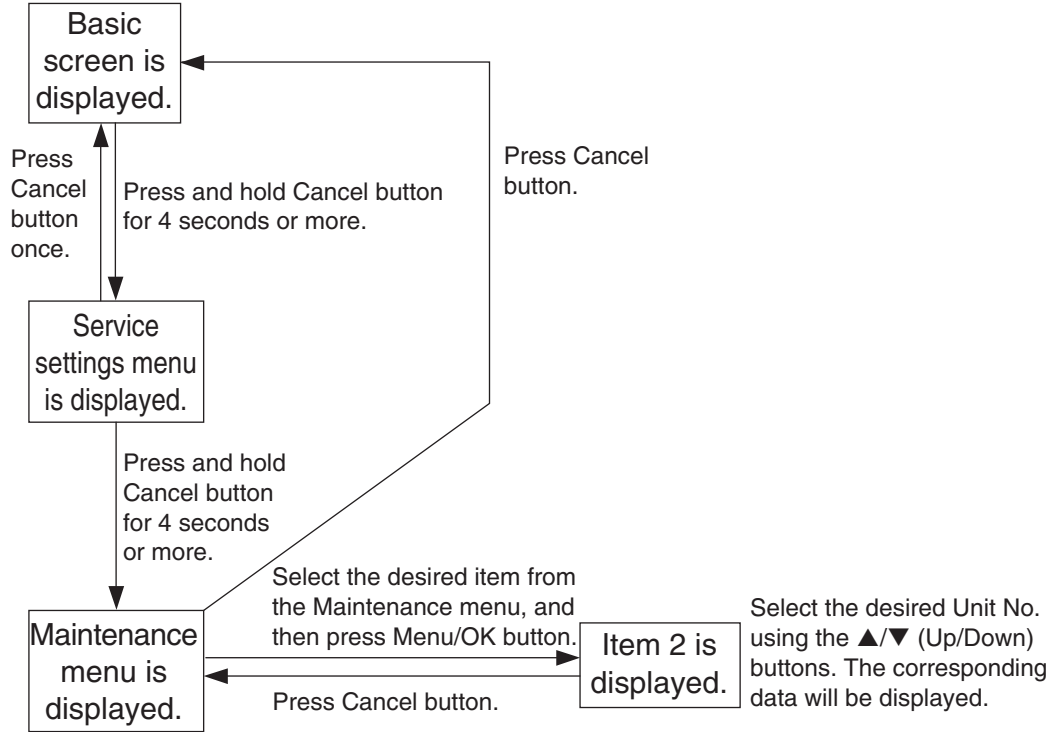 Basic
screen is
displayed.
Press
Cancel
button
once.
Press and hold Cancel button
for 4 seconds or more.
Press Cancel
button.
Service
settings menu
is displayed.
Press and hold
Cancel button
for 4 seconds
or more.
Maintenance
menu is
displayed.
Select the desired item from
the Maintenance menu, and
then press Menu/OK button.
Press Cancel button.
Item 2 is
displayed.
Select the desired Unit No.
using the ▲/▼ (Up/Down)
buttons. The corresponding
data will be displayed.